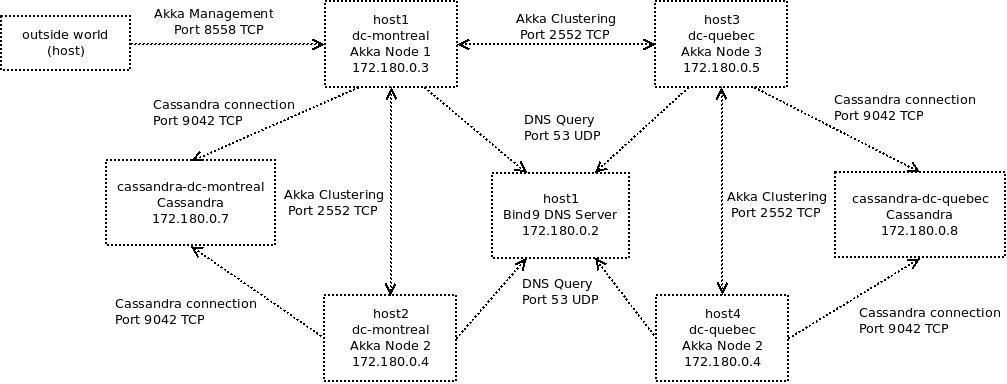 outside world
(host)
Akka Management
Port 8558 TCP
host1
dc-montreal
Akka Node 1
172.180.0.3
Akka Clustering
Port 2552 TCP
host3
dc-quebec
Akka Node 3
172.180.0.5
Cassandra connection
Port 9042 TCP
DNS Query
Port 53 UDP
Cassandra connection
Port 9042 TCP
cassandra-dc-montreal
Cassandra
172.180.0.7
Akka Clustering
Port 2552 TCP
host1
Bind9 DNS Server
172.180.0.2
Akka Clustering
Port 2552 TCP
cassandra-dc-quebec
Cassandra
172.180.0.8
Cassandra connection
Port 9042 TCP
host2
dc-montreal
Akka Node 2
172.180.0.4
DNS Query
Port 53 UDP
host4
dc-quebec
Akka Node 2
172.180.0.4
Cassandra connection
Port 9042 TCP